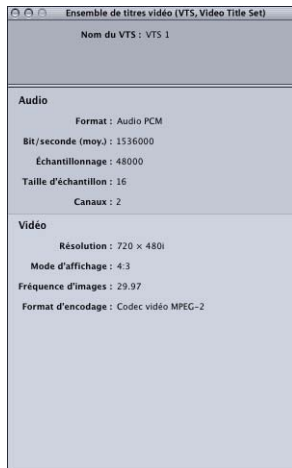 Ensemble de titres vidéo (VTS, Video Title Set)
Nom du VTS : VTS 1
Audio
Format : Audio PCM
Bit/seconde (moy.) : 1536000
Échantillonnage : 48000
Taille d'échantillon : 16
Canaux : 2
Vidéo
Résolution : 720 × 480i
Mode d'affichage : 4:3
Fréquence d'images : 29.97
Format d'encodage : Codec vidéo MPEG-2